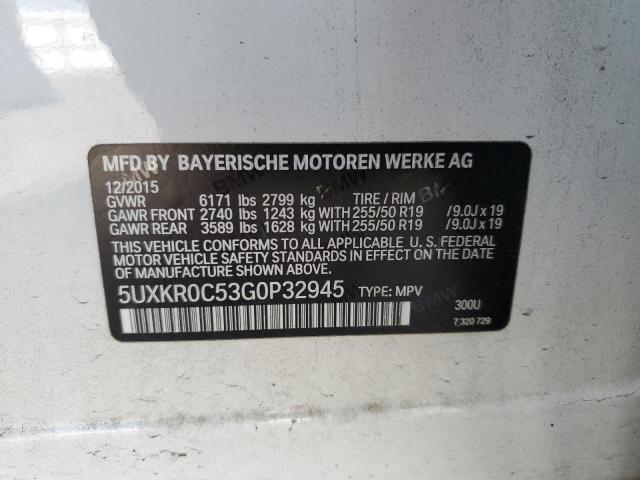 MFD BY BAYERISCHE MOTOREN WERKE AG
12/2015
GVWR 6171 lbs 2799 kg TIRE / RIM
GAWR FRONT 2740 lbs 1243 kg WITH 255/50 R19 / 9.0J x 19
GAWR REAR 3589 lbs 1628 kg WITH 255/50 R19 / 9.0J x 19
THIS VEHICLE CONFORMS TO ALL APPLICABLE U. S. FEDERAL
MOTOR VEHICLE SAFETY STANDARDS IN EFFECT ON THE
DATE OF MANUFACTURE SHOWN ABOVE.
5UXKR0C53G0P32945 TYPE: MPV
300U
7 320 729